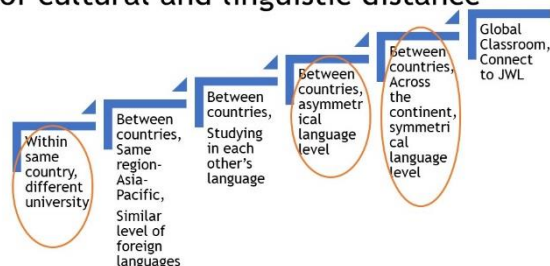 of cultural and linguistic distance
Within
same
country,
different
university
Between
countries,
Same
region-
Asia-
Pacific,
Similar
level of
foreign
languages
Between
countries,
Studying
in each
other's
language
Between
countries,
asymmetr
ical
language
level
Between
countries,
Across
the
continent,
symmetri
cal
language
level
Global
Classroom,
Connect
to JWL